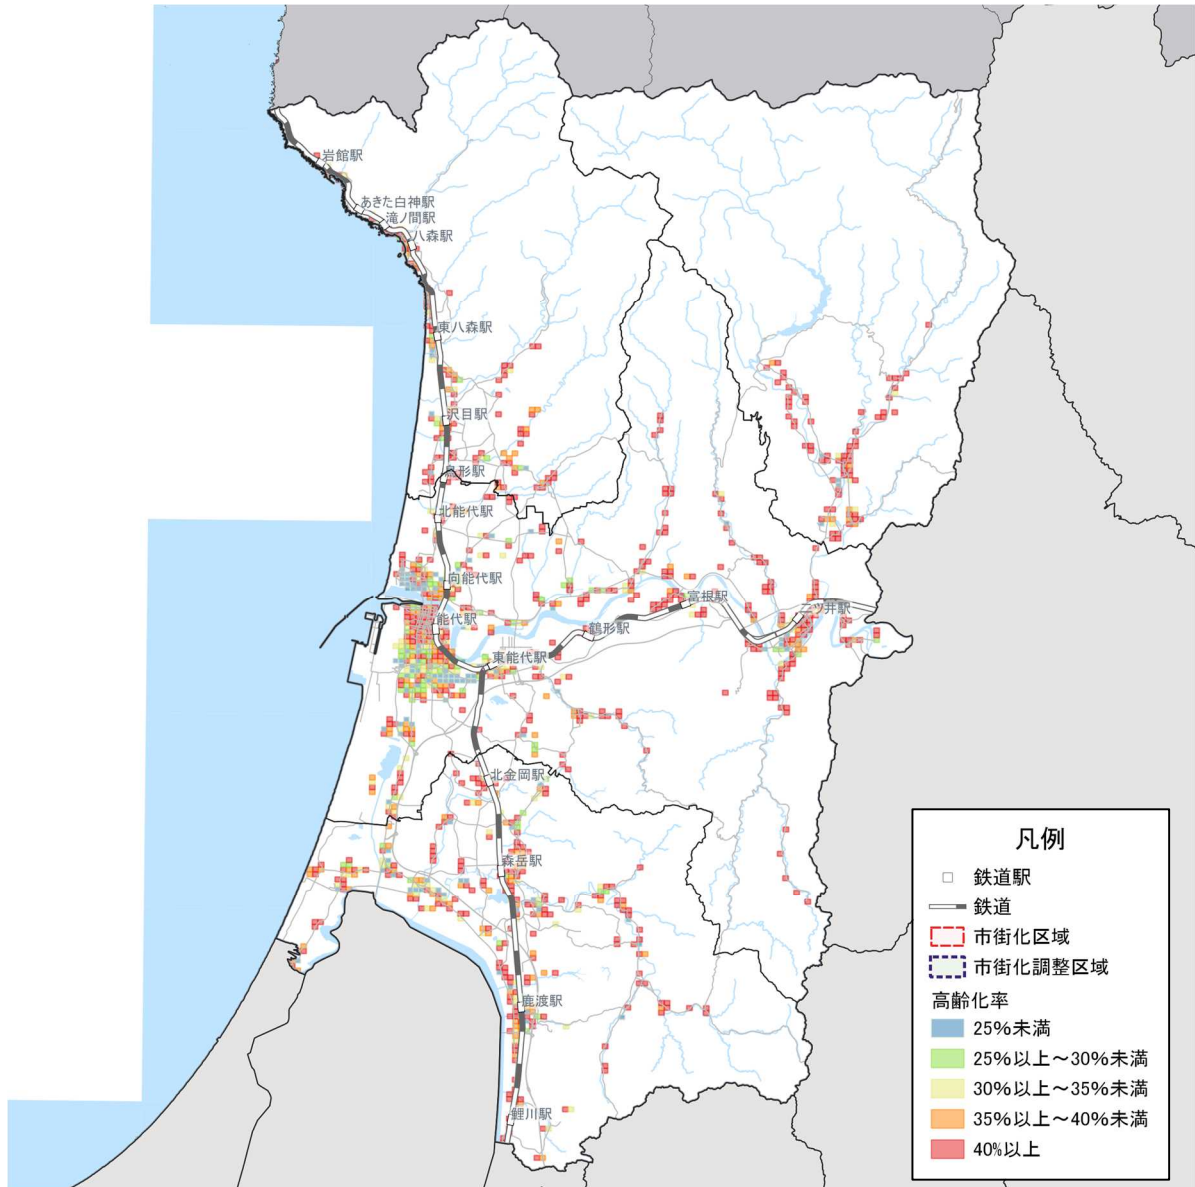 岩館駅
あきた白神駅
滝ノ間駅
八森駅
東八森駅
沢目駅
鳥形駅
北能代駅
向能代駅
能代駅
富根駅
二ツ井駅
鶴形駅
東能代駅
北金岡駅
森岳駅
鹿渡駅
鯉川駅
凡例
鉄道駅
鉄道
市街化区域
市街化調整区域
高齢化率
25%未満
25%以上～30%未満
30%以上～35%未満
35%以上～40%未満
40%以上